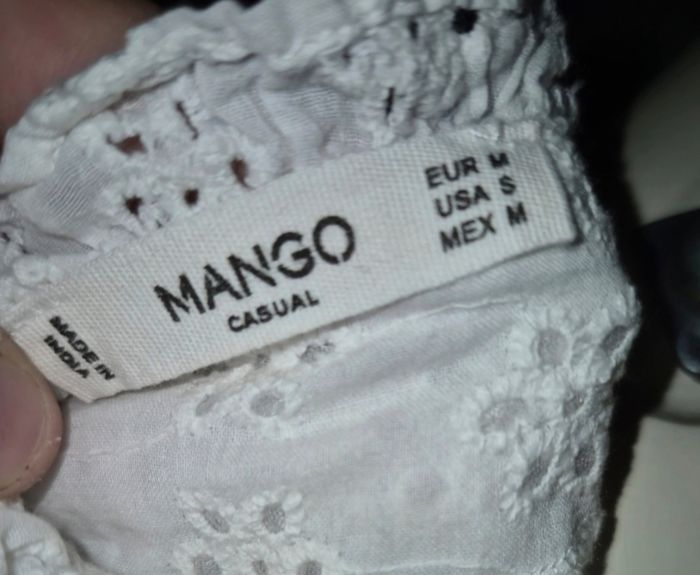 MADE IN
INDIA
MANGO
CASUAL
EUR M
USA S
MEX M